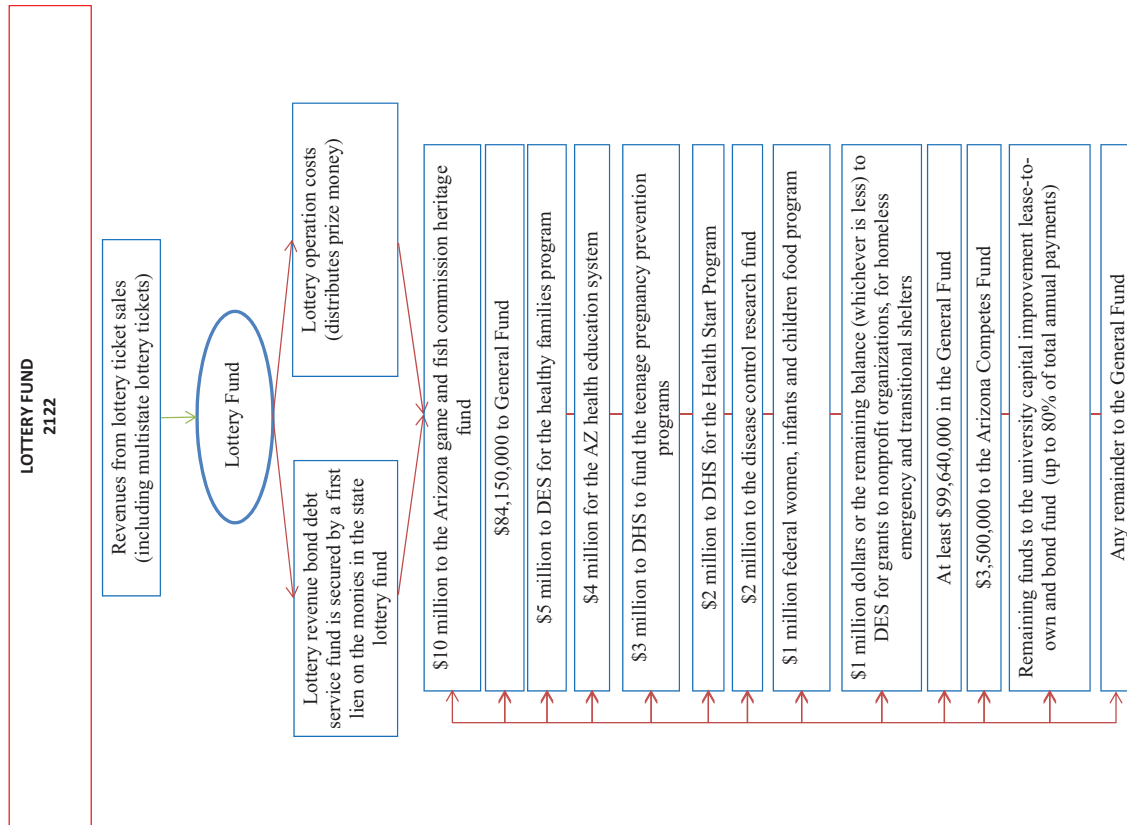 LOTTERY FUND
2122
Revenues from lottery ticket sales
(including multistate lottery tickets)
Lottery Fund
Lottery revenue bond debt
service fund is secured by a first
lien on the monies in the state
lottery fund
Lottery operation costs
(distributes prize money)
$10 million to the Arizona game and fish commission heritage
fund
$84,150,000 to General Fund
$5 million to DES for the healthy families program
$4 million for the AZ health education system
$3 million to DHS to fund the teenage pregnancy prevention
programs
$2 million to DHS for the Health Start Program
$2 million to the disease control research fund
$1 million federal women, infants and children food program
$1 million dollars or the remaining balance (whichever is less) to
DES for grants to nonprofit organizations, for homeless
emergency and transitional shelters
At least $99,640,000 in the General Fund
$3,500,000 to the Arizona Competes Fund
Remaining funds to the university capital improvement lease-to-
own and bond fund (up to 80% of total annual payments)
Any remainder to the General Fund